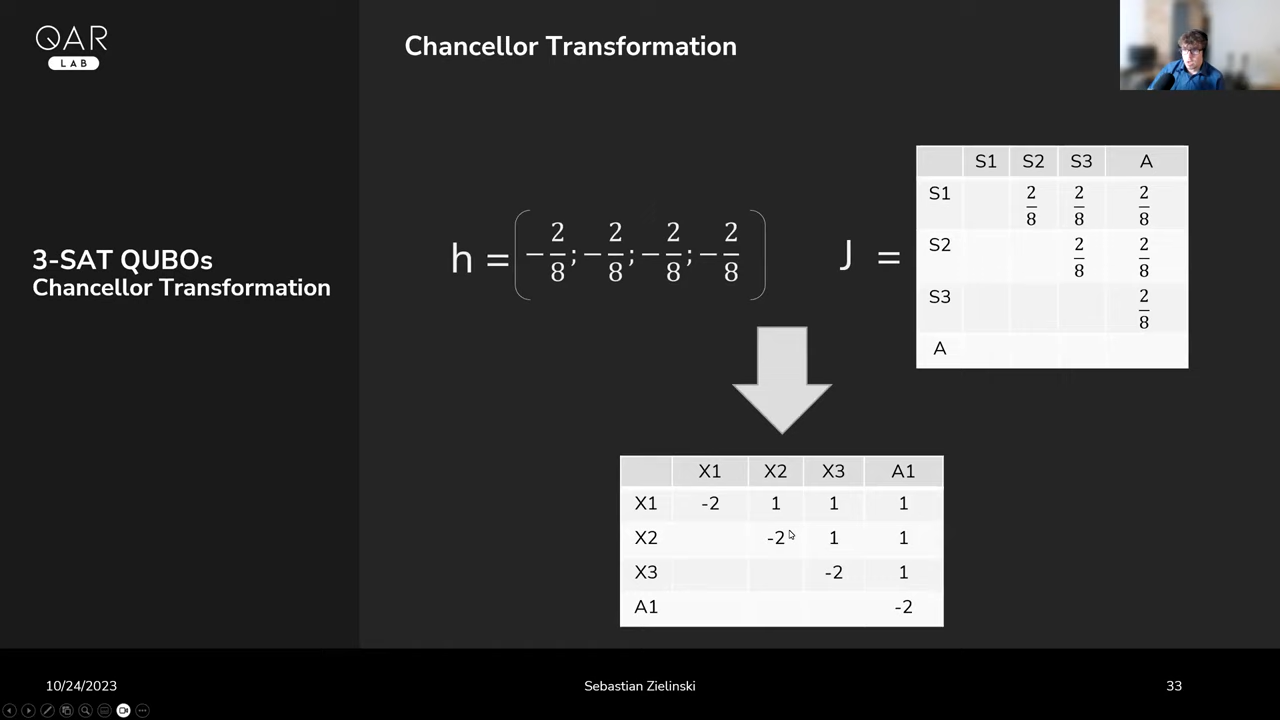 QAR
LAB
Chancellor Transformation
3-SAT QUBOs
Chancellor Transformation
h = (−2/8; −2/8; −2/8; −2/8)
J =
S1 S2 S3 A
S1 2/8 2/8 2/8
S2 2/8 2/8
S3 2/8
A
X1 X2 X3 A1
X1 -2 1 1 1
X2 -2 1 1
X3 -2 1
A1 -2
10/24/2023
Sebastian Zielinski
33